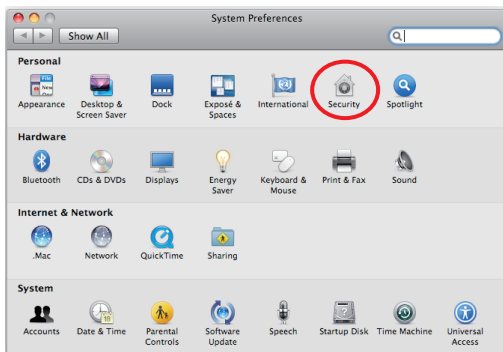 System Preferences
Show All
Personal
Appearance Desktop & Screen Saver Dock Exposé & Spaces International Security Spotlight
Hardware
Bluetooth CDs & DVDs Displays Energy Saver Keyboard & Mouse Print & Fax Sound
Internet & Network
.Mac Network QuickTime Sharing
System
Accounts Date & Time Parental Controls Software Update Speech Startup Disk Time Machine Universal Access